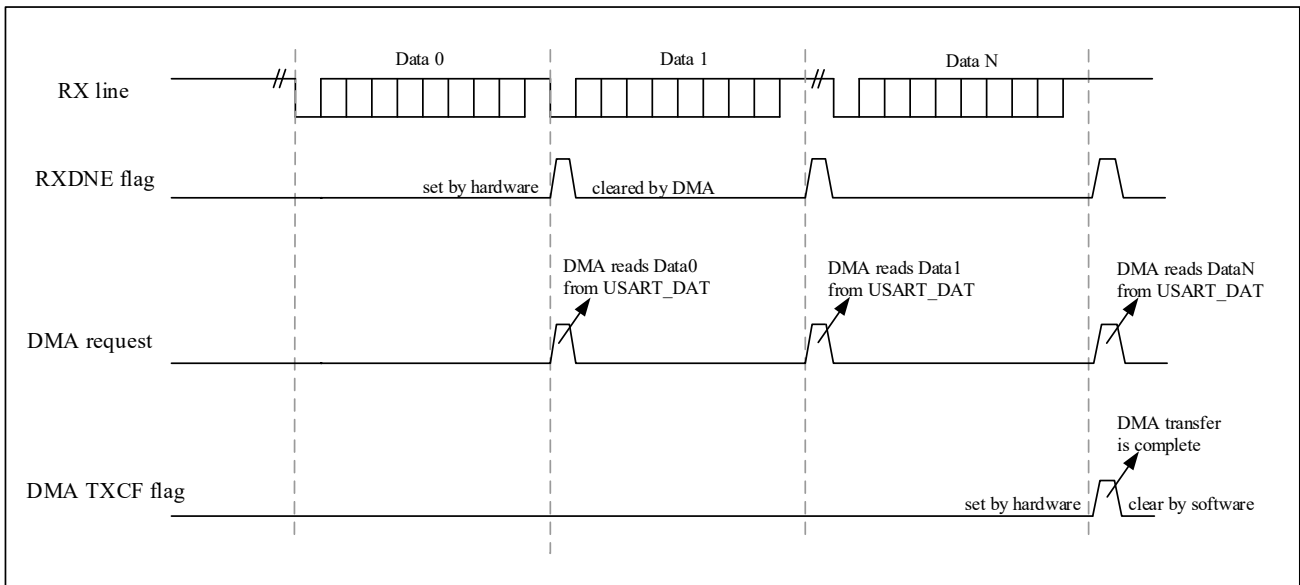 Data 0
Data 1
Data N
RX line
RXDNE flag
set by hardware
cleared by DMA
DMA reads Data0
from USART_DAT
DMA reads Data1
from USART_DAT
DMA reads DataN
from USART_DAT
DMA request
DMA transfer
is complete
DMA TXCF flag
set by hardware
clear by software